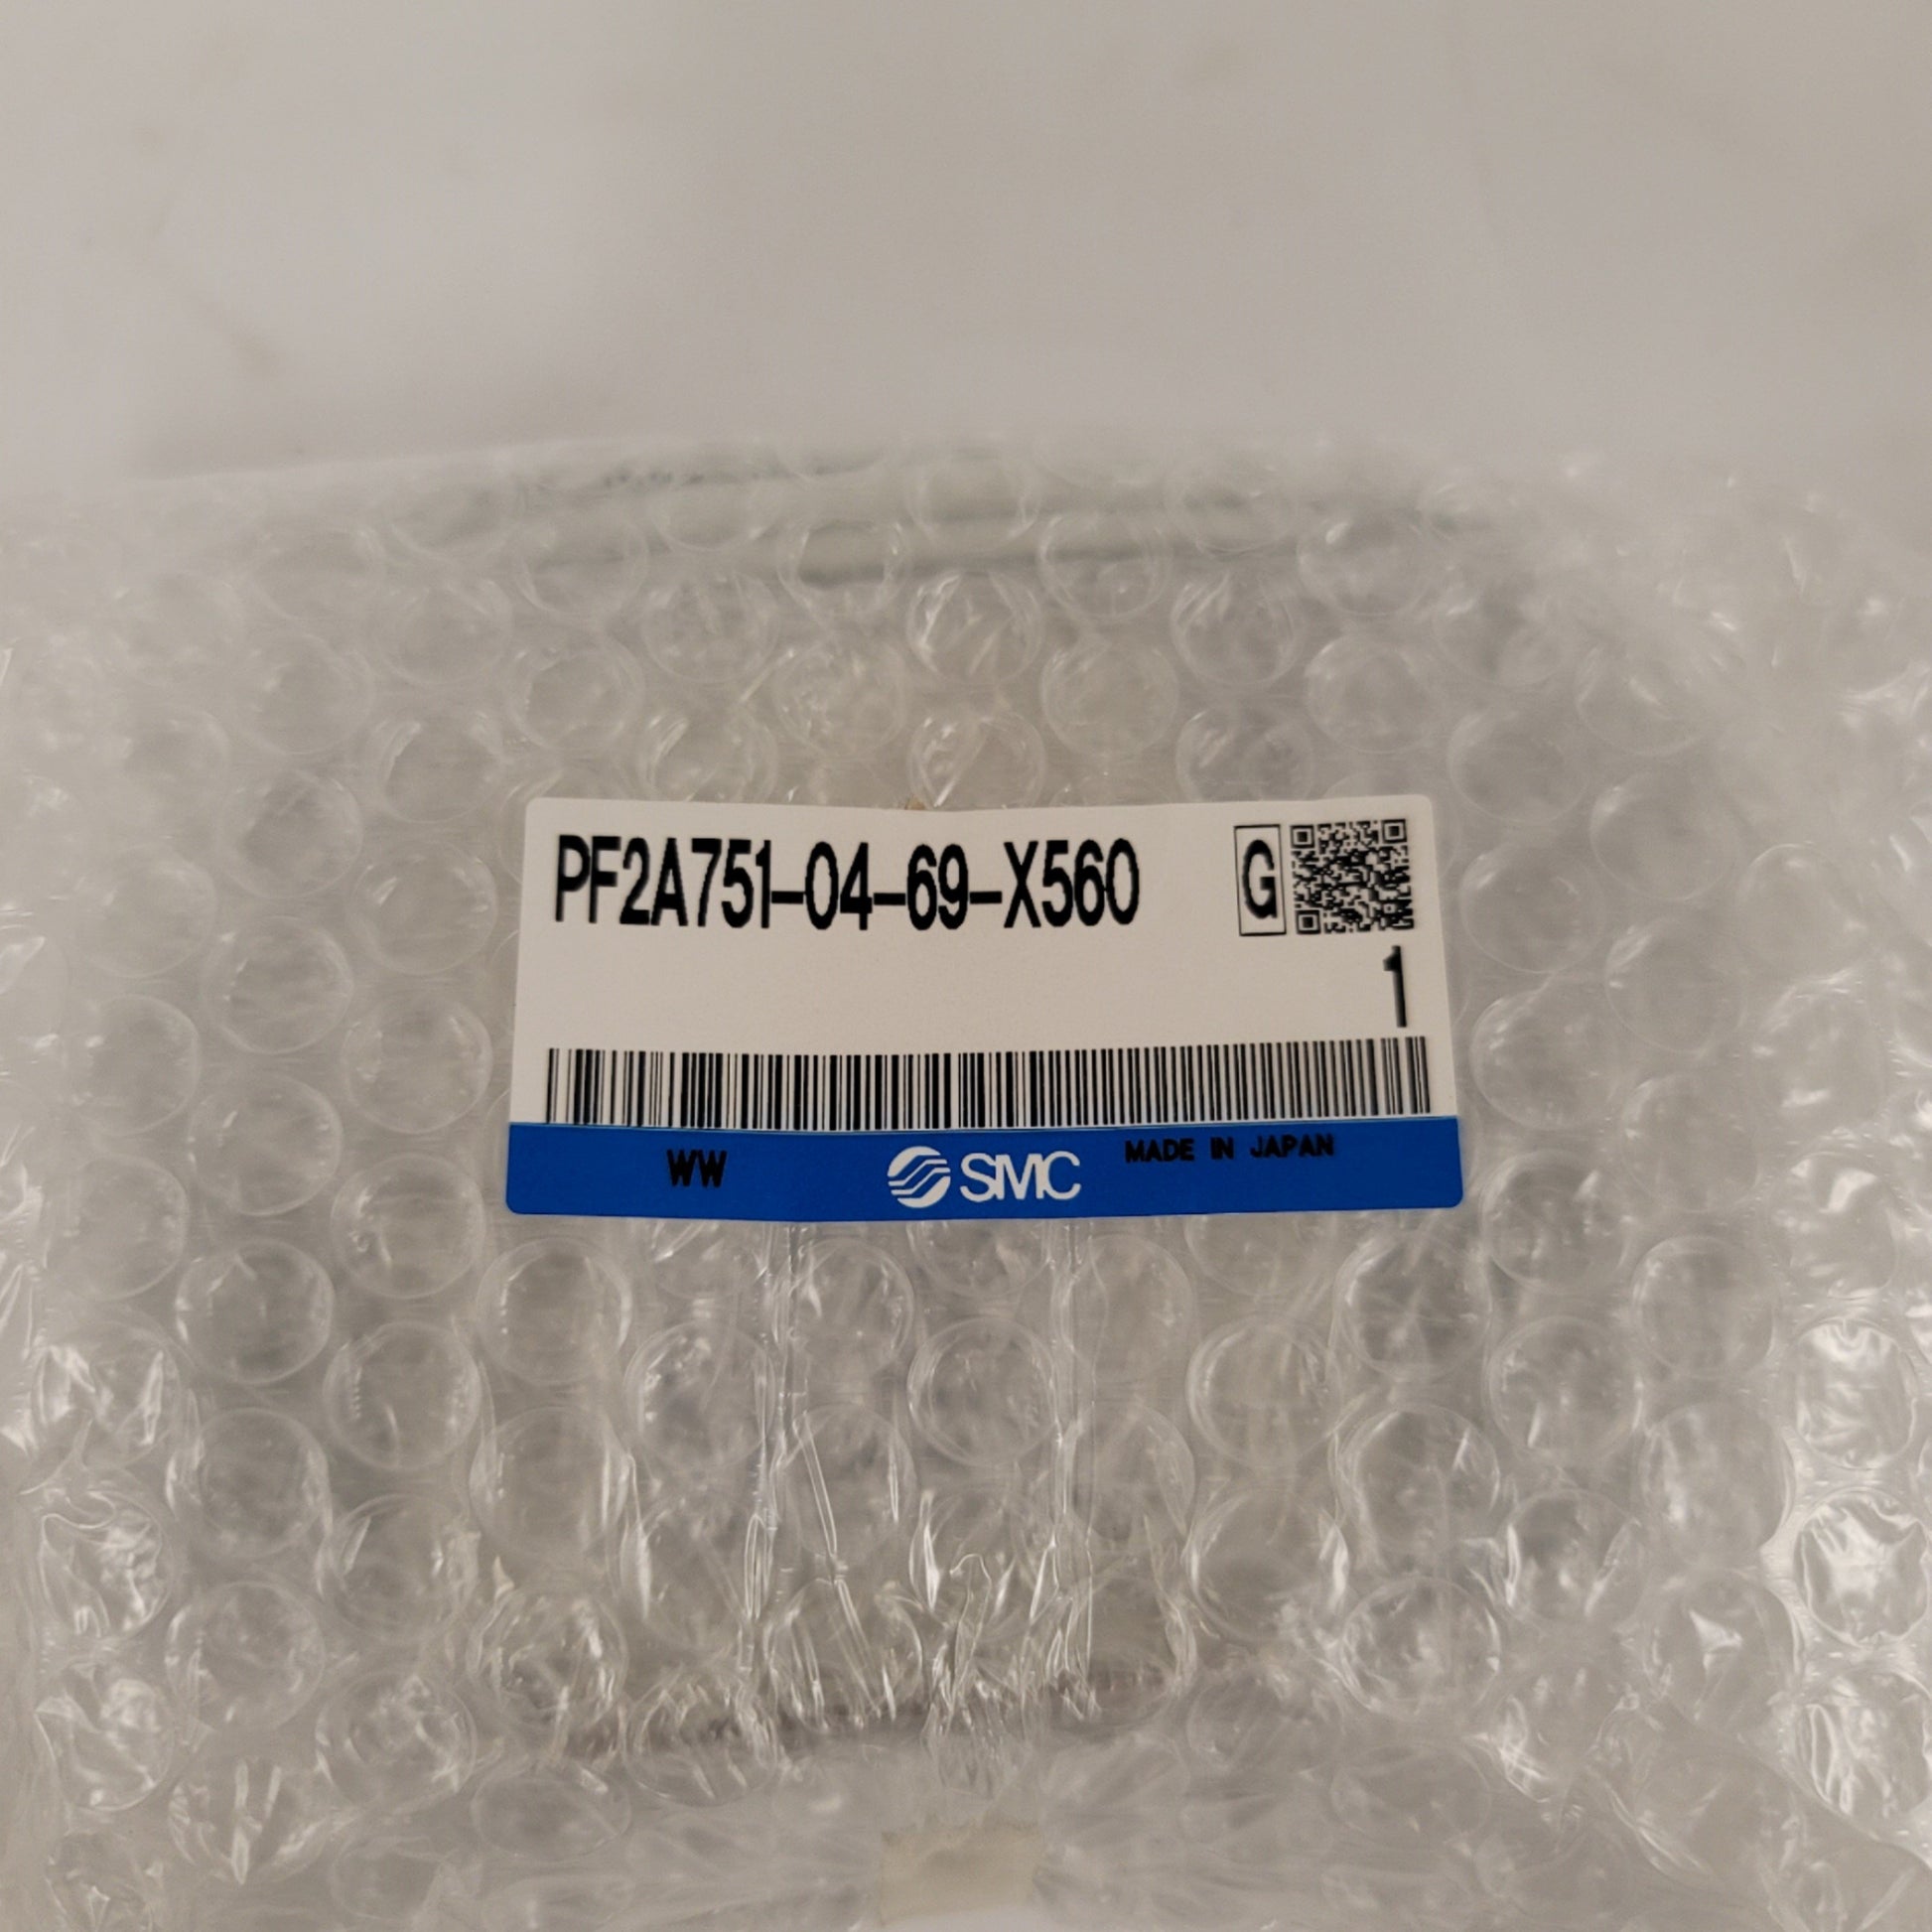 PF2A751-04-69-X560 G
1
WW SMC MADE IN JAPAN